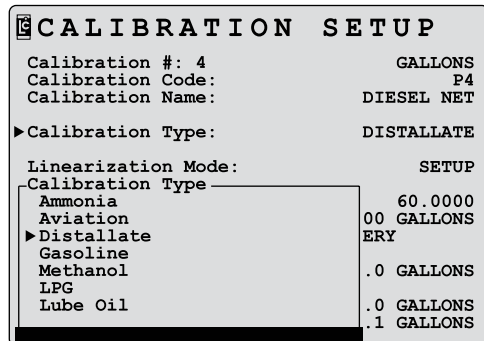 CALIBRATION SETUP
Calibration #: 4 GALLONS
Calibration Code: P4
Calibration Name: DIESEL NET
▶Calibration Type: DISTALLATE
Linearization Mode: SETUP
Calibration Type
Ammonia 60.0000
Aviation 00 GALLONS
▶Distallate ERY
Gasoline
Methanol .0 GALLONS
LPG
Lube Oil .0 GALLONS
.1 GALLONS